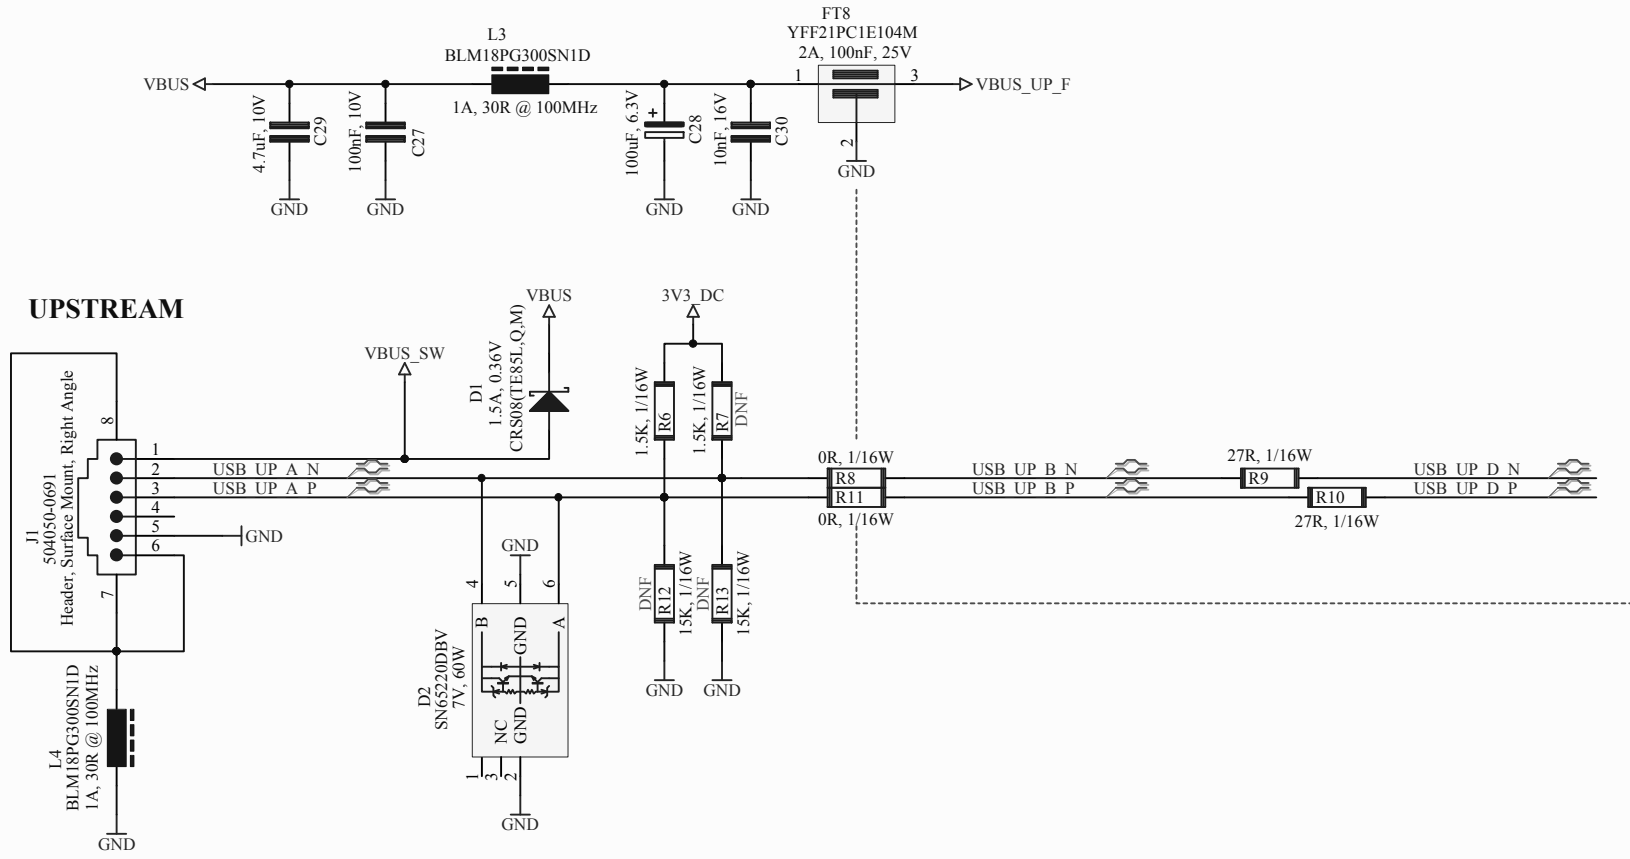 FT8
YFF21PC1E104M
2A, 100nF, 25V
L3
BLM18PG300SN1D
1A, 30R @ 100MHz
VBUS
1
3
VBUS_UP_F
4.7uF, 10V
C29
100nF, 10V
C27
100uF, 6.3V
+
C28
10nF, 16V
C30
2
GND
GND
GND
GND
GND
UPSTREAM
VBUS_SW
VBUS
3V3_DC
D1
1.5A, 0.36V
CRS08(TE85L,Q,M)
1.5K, 1/16W
R6
1.5K, 1/16W
R7
DNF
J1
504050-0691
Header, Surface Mount, Right Angle
8
1
2
3
4
5
6
7
USB_UP_A_N
USB_UP_A_P
GND
0R, 1/16W
R8
R11
0R, 1/16W
USB_UP_B_N
USB_UP_B_P
27R, 1/16W
R9
R10
27R, 1/16W
USB_UP_D_N
USB_UP_D_P
GND
4
5
6
B
GND
A
D2
SN65220DBV
7V, 60W
NC
GND
1
3
2
GND
DNF
R12
15K, 1/16W
DNF
R13
15K, 1/16W
GND
GND
L4
BLM18PG300SN1D
1A, 30R @ 100MHz
GND